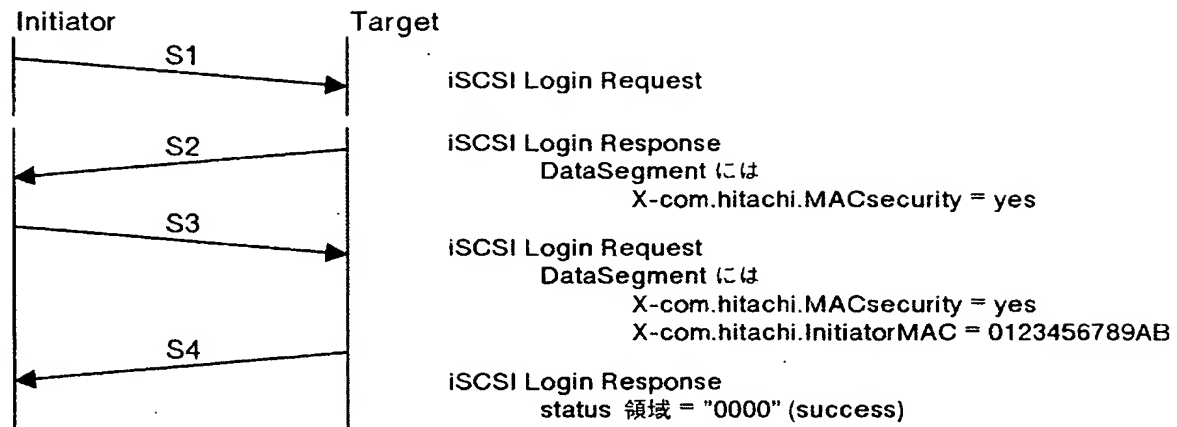 Initiator Target
S1
iSCSI Login Request
S2
iSCSI Login Response
DataSegment には
X-com.hitachi.MACsecurity = yes
S3
iSCSI Login Request
DataSegment には
X-com.hitachi.MACsecurity = yes
X-com.hitachi.InitiatorMAC = 0123456789AB
S4
iSCSI Login Response
status 領域 = "0000" (success)